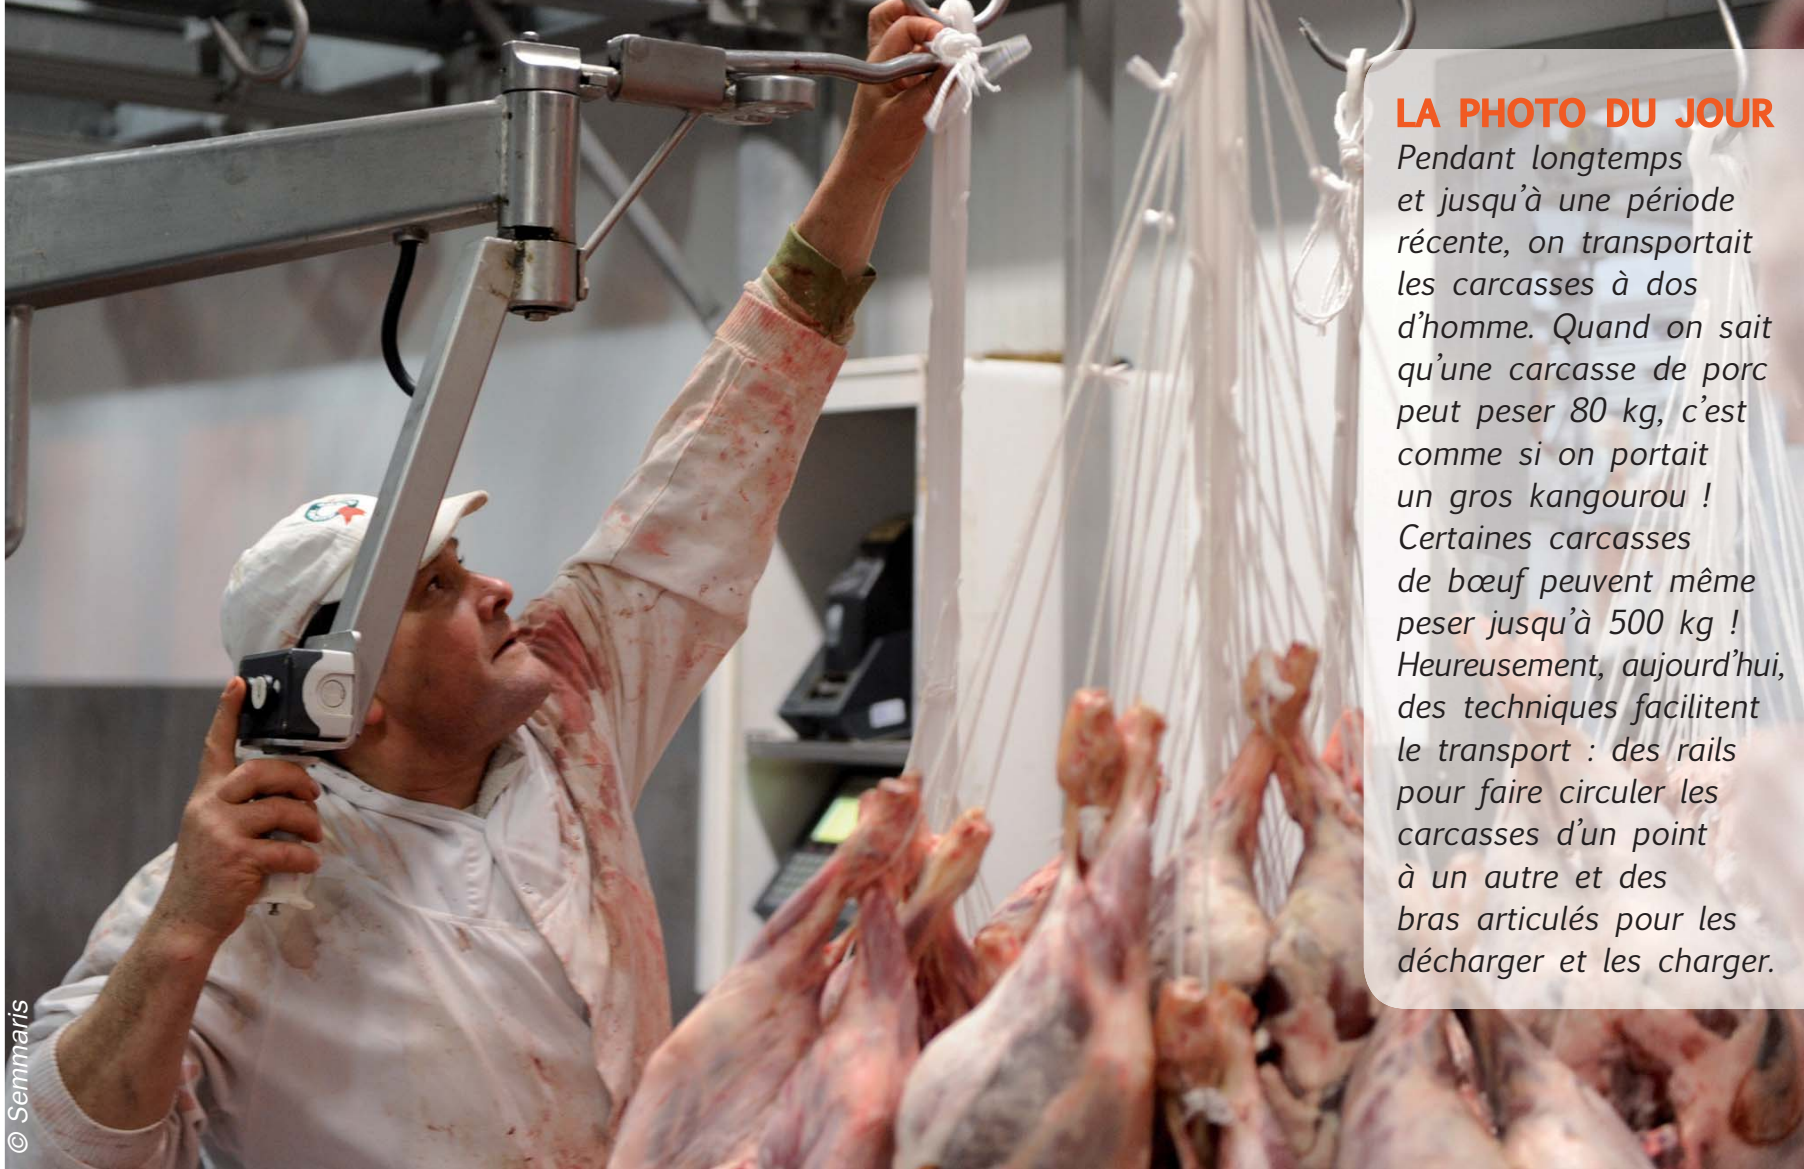 LA PHOTO DU JOUR
Pendant longtemps
et jusqu'à une période
récente, on transportait
les carcasses à dos
d'homme. Quand on sait
qu'une carcasse de porc
peut peser 80 kg, c'est
comme si on portait
un gros kangourou !
Certaines carcasses
de bœuf peuvent même
peser jusqu'à 500 kg !
Heureusement, aujourd'hui,
des techniques facilitent
le transport : des rails
pour faire circuler les
carcasses d'un point
à un autre et des
bras articulés pour les
décharger et les charger.
© Semmaris